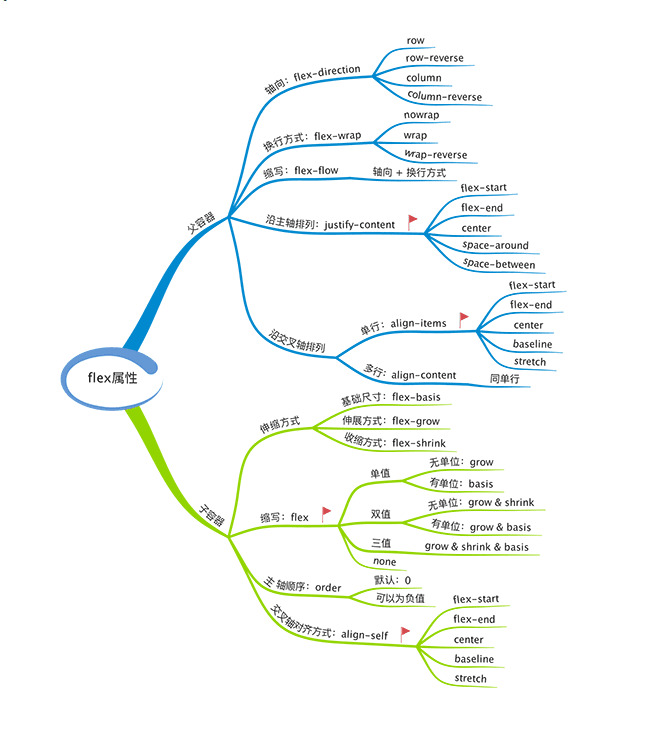 flex属性
父容器
轴向：flex-direction
row
row-reverse
column
column-reverse
换行方式：flex-wrap
nowrap
wrap
wrap-reverse
缩写：flex-flow
轴向 + 换行方式
沿主轴排列：justify-content
flex-start
flex-end
center
space-around
space-between
沿交叉轴排列
单行：align-items
flex-start
flex-end
center
baseline
stretch
多行：align-content
同单行
子容器
伸缩方式
基础尺寸：flex-basis
伸展方式：flex-grow
收缩方式：flex-shrink
缩写：flex
单值
无单位：grow
有单位：basis
双值
无单位：grow & shrink
有单位：grow & basis
三值
grow & shrink & basis
none
主轴顺序：order
默认：0
可以为负值
交叉轴对齐方式：align-self
flex-start
flex-end
center
baseline
stretch